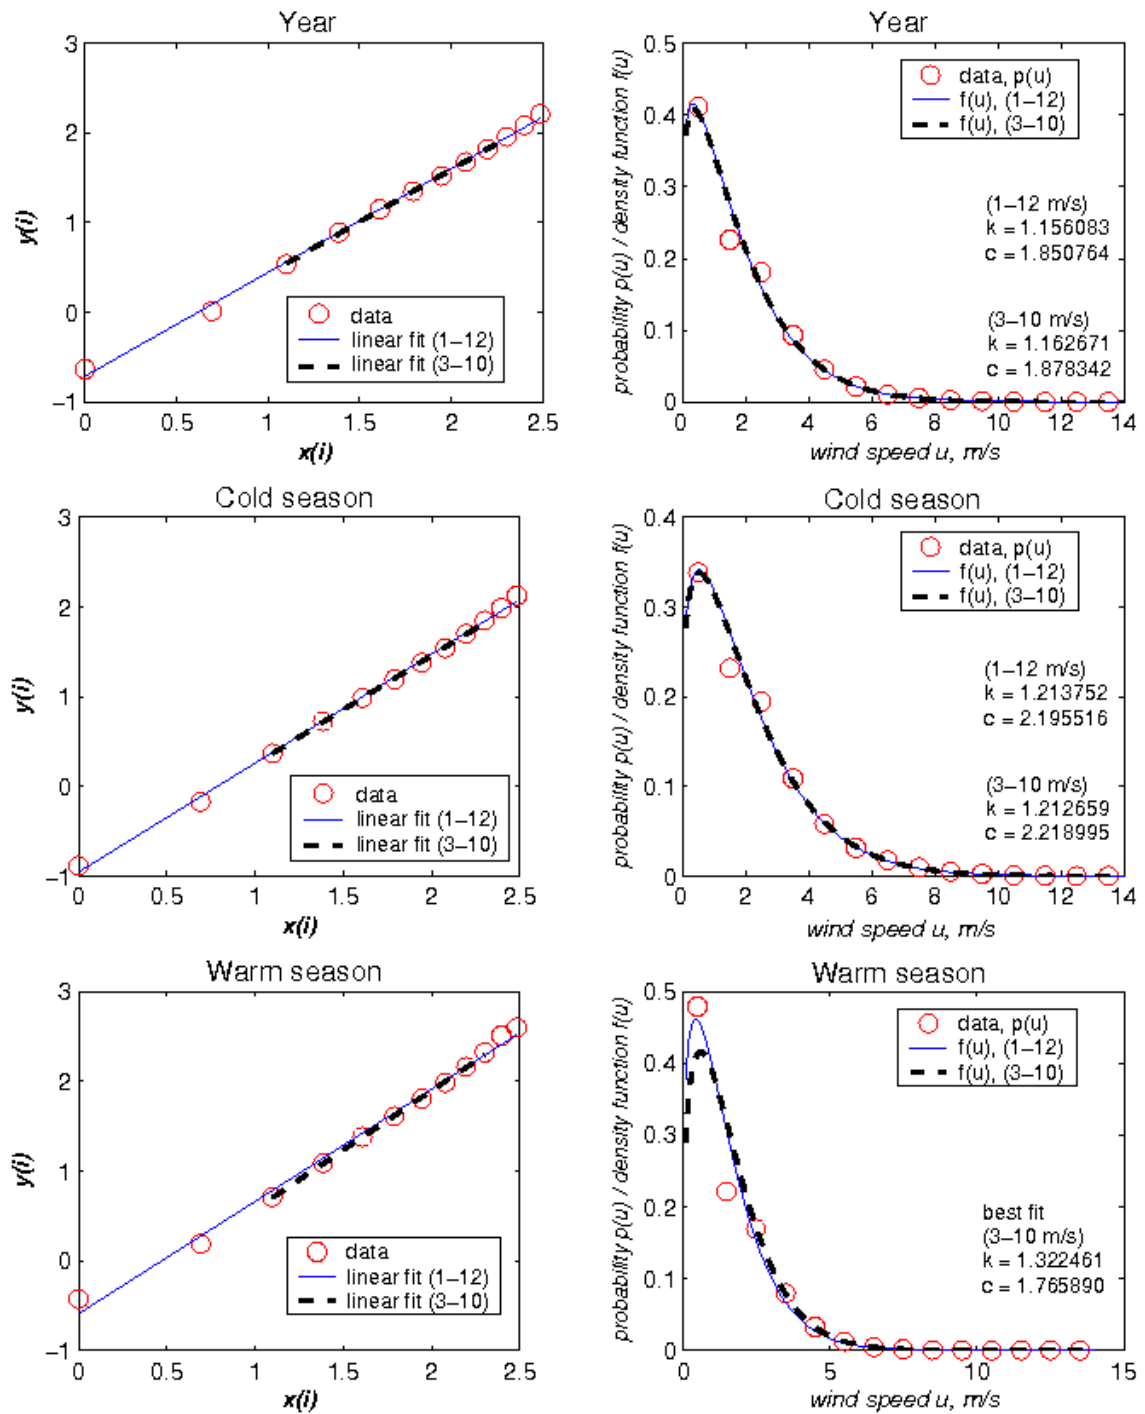 Year
3
2
1
0
−1
y(i)
data
linear fit (1−12)
linear fit (3−10)
0 0.5 1 1.5 2 2.5
x(i)
0.5
0.4
0.3
0.2
0.1
0
probability p(u) / density function f(u)
data, p(u)
f(u), (1−12)
f(u), (3−10)
(1−12 m/s)
k = 1.156083
c = 1.850764
(3−10 m/s)
k = 1.162671
c = 1.878342
0 2 4 6 8 10 12 14
wind speed u, m/s
Cold season
3
2
1
0
−1
y(i)
data
linear fit (1−12)
linear fit (3−10)
0 0.5 1 1.5 2 2.5
x(i)
Cold season
0.4
0.3
0.2
0.1
0
probability p(u) / density function f(u)
data, p(u)
f(u), (1−12)
f(u), (3−10)
(1−12 m/s)
k = 1.213752
c = 2.195516
(3−10 m/s)
k = 1.212659
c = 2.218995
0 2 4 6 8 10 12 14
wind speed u, m/s
Warm season
3
2
1
0
−1
y(i)
data
linear fit (1−12)
linear fit (3−10)
0 0.5 1 1.5 2 2.5
x(i)
Warm season
0.5
0.4
0.3
0.2
0.1
0
probability p(u) / density function f(u)
data, p(u)
f(u), (1−12)
f(u), (3−10)
best fit
(3−10 m/s)
k = 1.322461
c = 1.765890
0 5 10 15
wind speed u, m/s
Year